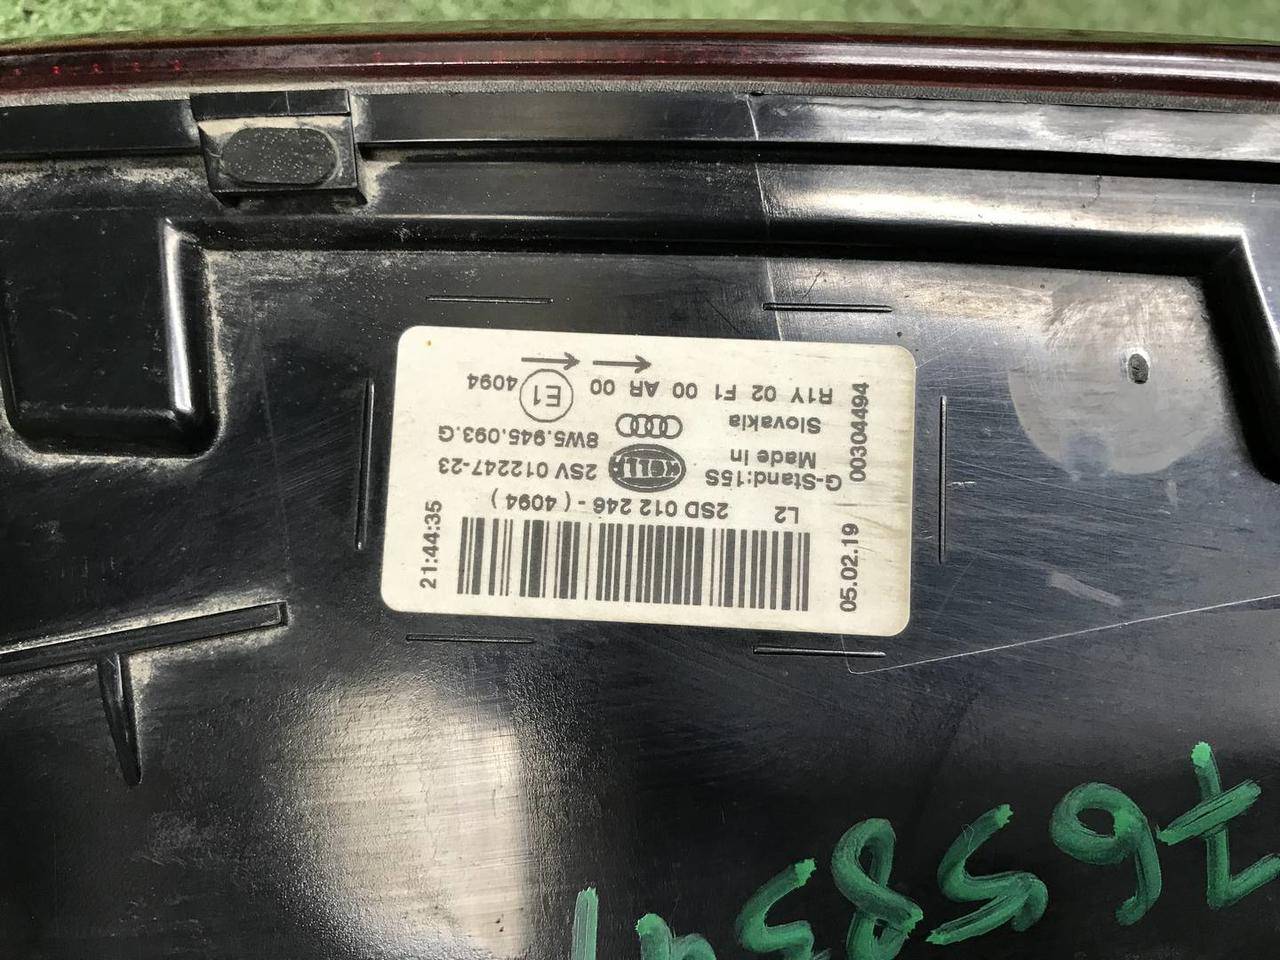 05.02.19 00304494
L2 2SD 012 246 - ( 4094 )
G-Stand:15S HELLA 2SV 012247-23
Made In
Slovakia 8W5.945.093.G
R1Y 02 F1 00 AR 00 E1 4094
21:44:35